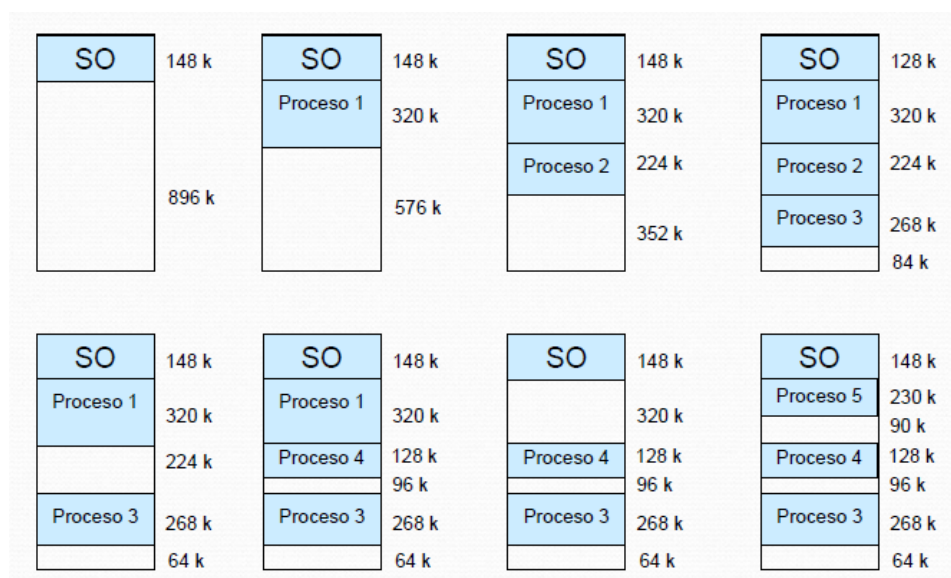 SO 148 k
896 k
SO 148 k
Proceso 1 320 k
576 k
SO 148 k
Proceso 1 320 k
Proceso 2 224 k
352 k
SO 128 k
Proceso 1 320 k
Proceso 2 224 k
Proceso 3 268 k
84 k
SO 148 k
Proceso 1 320 k
224 k
Proceso 3 268 k
64 k
SO 148 k
Proceso 1 320 k
Proceso 4 128 k
96 k
Proceso 3 268 k
64 k
SO 148 k
320 k
Proceso 4 128 k
96 k
Proceso 3 268 k
64 k
SO 148 k
Proceso 5 230 k
90 k
Proceso 4 128 k
96 k
Proceso 3 268 k
64 k